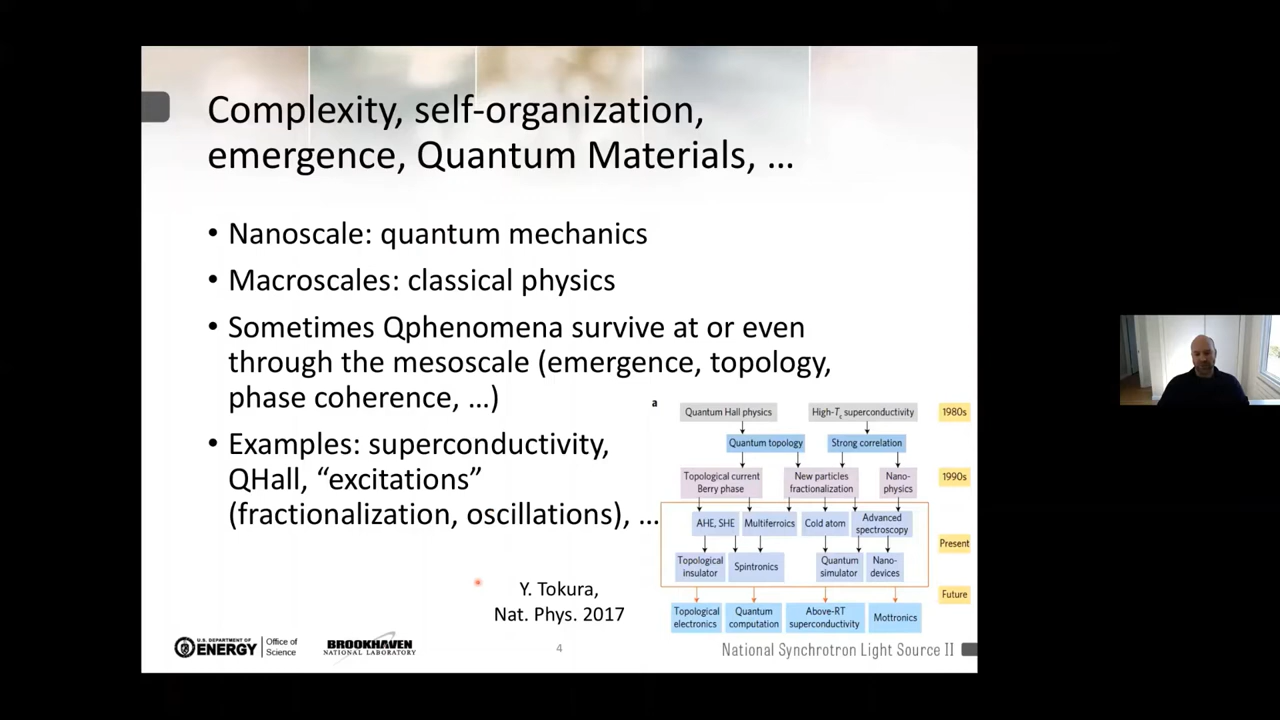 Complexity, self-organization,
emergence, Quantum Materials, …
• Nanoscale: quantum mechanics
• Macroscales: classical physics
• Sometimes Qphenomena survive at or even
through the mesoscale (emergence, topology,
phase coherence, …)
• Examples: superconductivity,
QHall, “excitations”
(fractionalization, oscillations), …
Y. Tokura,
Nat. Phys. 2017
a
Quantum Hall physics
High-Tc superconductivity
1980s
Quantum topology
Strong correlation
Topological current
Berry phase
New particles
fractionalization
Nano-
physics
1990s
AHE, SHE
Multiferroics
Cold atom
Advanced
spectroscopy
Present
Topological
insulator
Spintronics
Quantum
simulator
Nano-
devices
Future
Topological
electronics
Quantum
computation
Above-RT
superconductivity
Mottronics
U.S. DEPARTMENT OF
ENERGY
Office of
Science
BROOKHAVEN
NATIONAL LABORATORY
4
National Synchrotron Light Source II